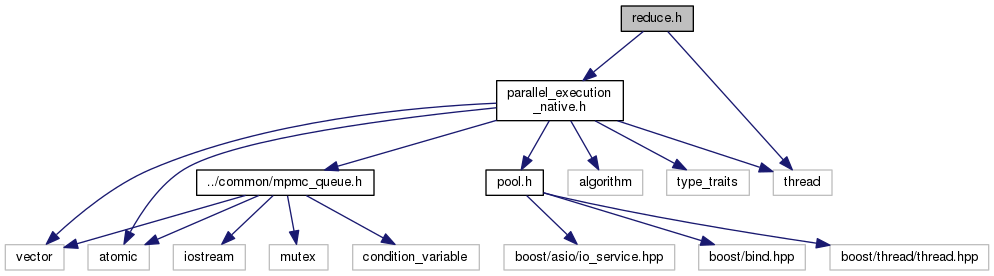 reduce.h
parallel_execution
_native.h
../common/mpmc_queue.h
pool.h
algorithm
type_traits
thread
vector
atomic
iostream
mutex
condition_variable
boost/asio/io_service.hpp
boost/bind.hpp
boost/thread/thread.hpp